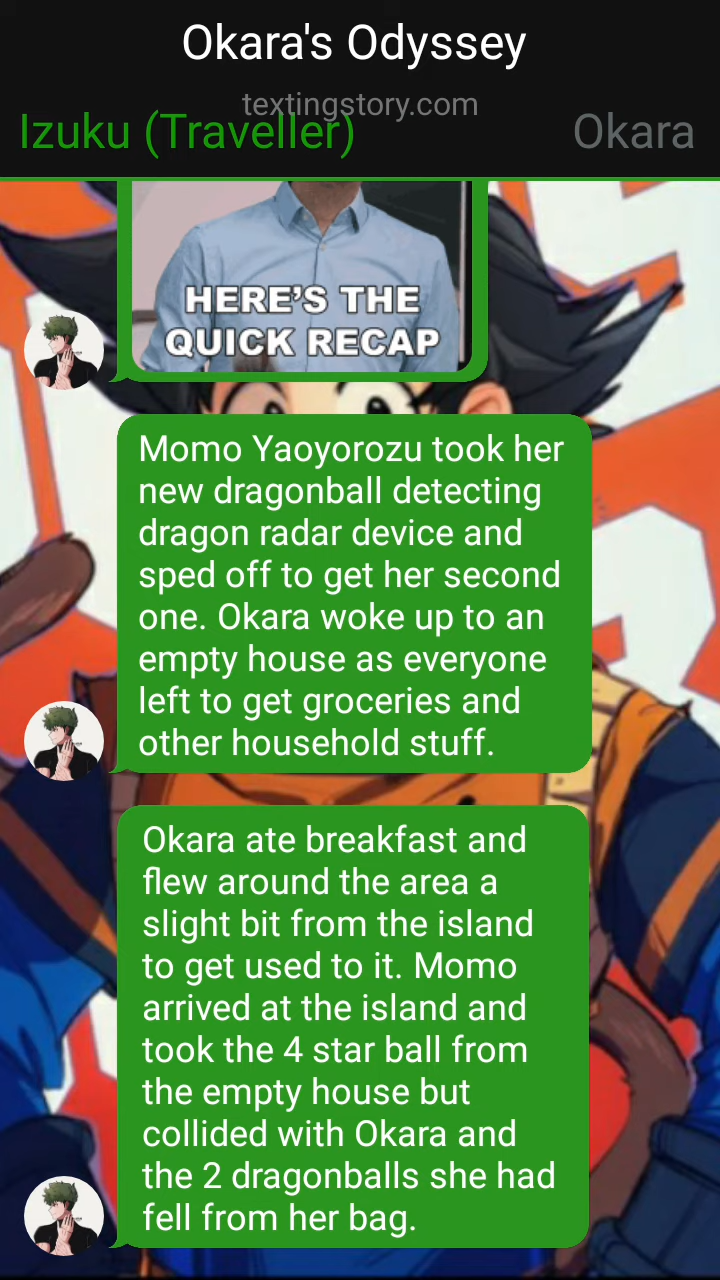 Okara's Odyssey
textingstory.com
Izuku (Traveller)
Okara
HERE'S THE
QUICK RECAP
Momo Yaoyorozu took her
new dragonball detecting
dragon radar device and
sped off to get her second
one. Okara woke up to an
empty house as everyone
left to get groceries and
other household stuff.
Okara ate breakfast and
flew around the area a
slight bit from the island
to get used to it. Momo
arrived at the island and
took the 4 star ball from
the empty house but
collided with Okara and
the 2 dragonballs she had
fell from her bag.